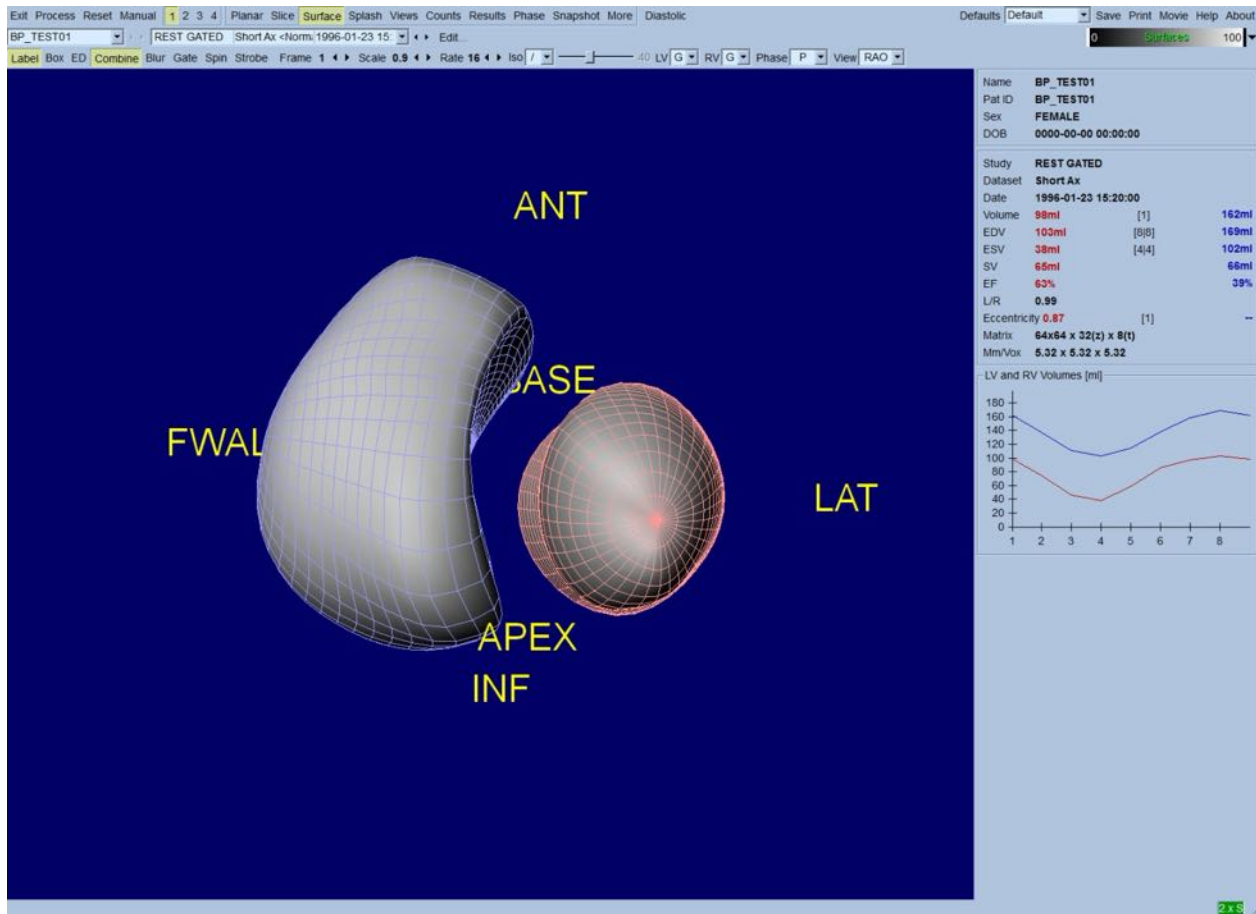 Exit Process Reset Manual 1 2 3 4 Planar Slice Surface Splash Views Counts Results Phase Snapshot More Diastolic Defaults Default Save Print Movie Help About
BP_TEST01 REST GATED Short Ax <Norm: 1996-01-23 15: Edit... 0 Surfaces 100
Label Box ED Combine Blur Gate Spin Strobe Frame 1 Scale 0.9 Rate 16 Iso / 40 LV G RV G Phase P View RAO
Name BP_TEST01
Pat ID BP_TEST01
Sex FEMALE
DOB 0000-00-00 00:00:00
Study REST GATED
Dataset Short Ax
Date 1996-01-23 15:20:00
Volume 98ml [1] 162ml
EDV 103ml [8|8] 169ml
ESV 38ml [4|4] 102ml
SV 65ml 66ml
EF 63% 39%
L/R 0.99
Eccentricity 0.87 [1] --
Matrix 64x64 x 32(z) x 8(t)
Mm/Vox 5.32 x 5.32 x 5.32
LV and RV Volumes [ml]
180
160
140
120
100
80
60
40
20
0
1 2 3 4 5 6 7 8
ANT
BASE
FWAL
LAT
APEX
INF
2 x S